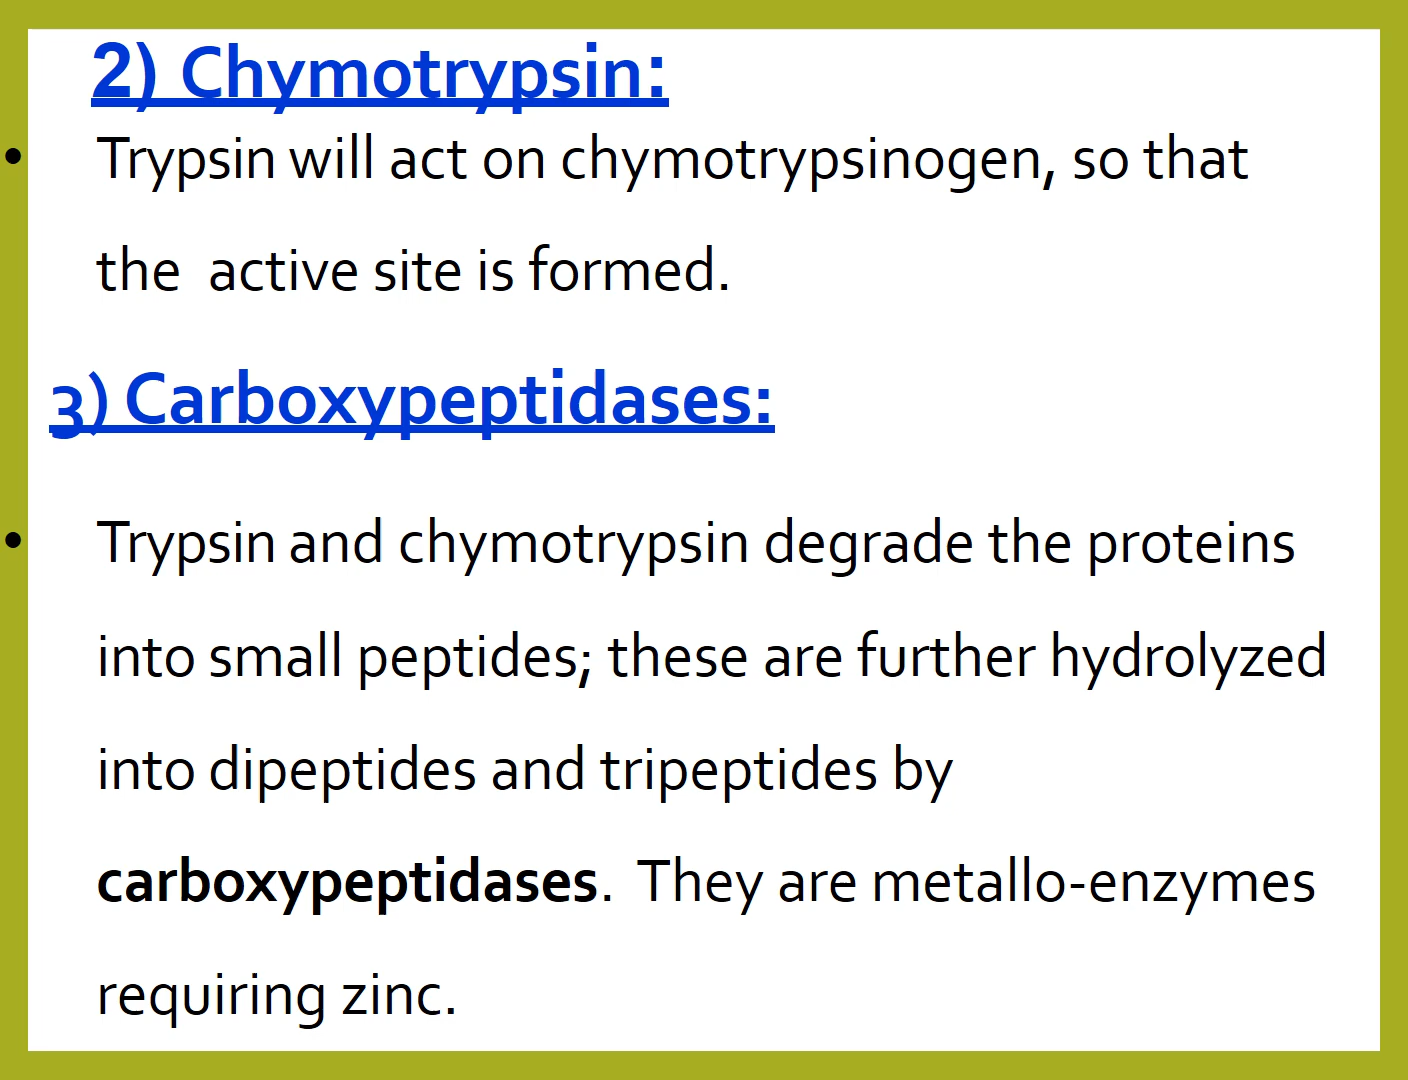 2) Chymotrypsin:
• Trypsin will act on chymotrypsinogen, so that
the active site is formed.
3) Carboxypeptidases:
• Trypsin and chymotrypsin degrade the proteins
into small peptides; these are further hydrolyzed
into dipeptides and tripeptides by
carboxypeptidases. They are metallo-enzymes
requiring zinc.